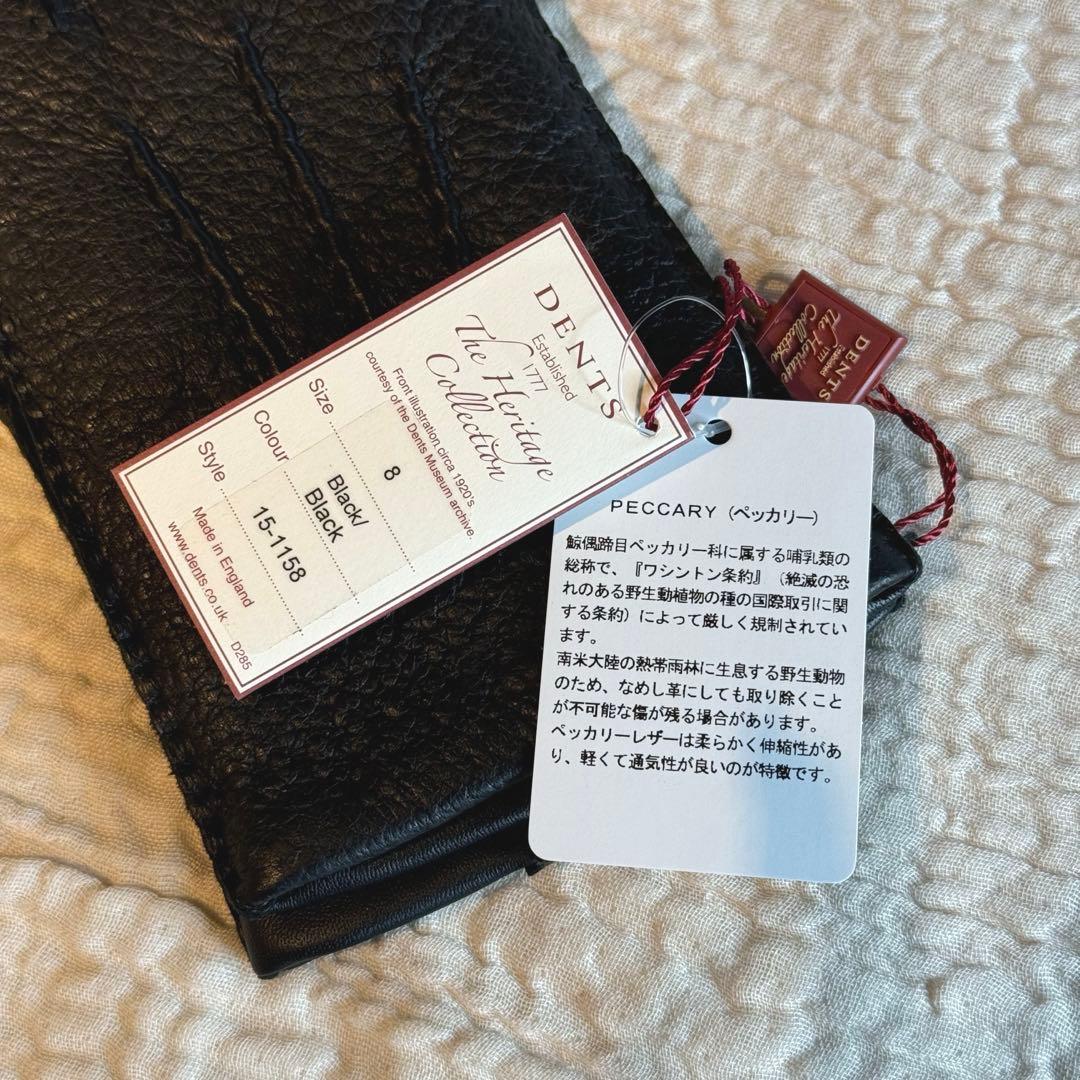 DENTS
Established
1777
The Heritage
Collection
Front illustration,circa 1920's
courtesy of the Dents Museum archive.
Size 8
Colour Black/
Black
Style 15-1158
Made in England
www.dents.co.uk D285
DENTS
ESTABLISHED
1777
The Heritage
Collection
PECCARY（ペッカリー）
鯨偶蹄目ペッカリー科に属する哺乳類の
総称で、『ワシントン条約』（絶滅の恐
れのある野生動植物の種の国際取引に関
する条約）によって厳しく規制されてい
ます。
南米大陸の熱帯雨林に生息する野生動物
のため、なめし革にしても取り除くこと
が不可能な傷が残る場合があります。
ペッカリーレザーは柔らかく伸縮性があ
り、軽くて通気性が良いのが特徴です。